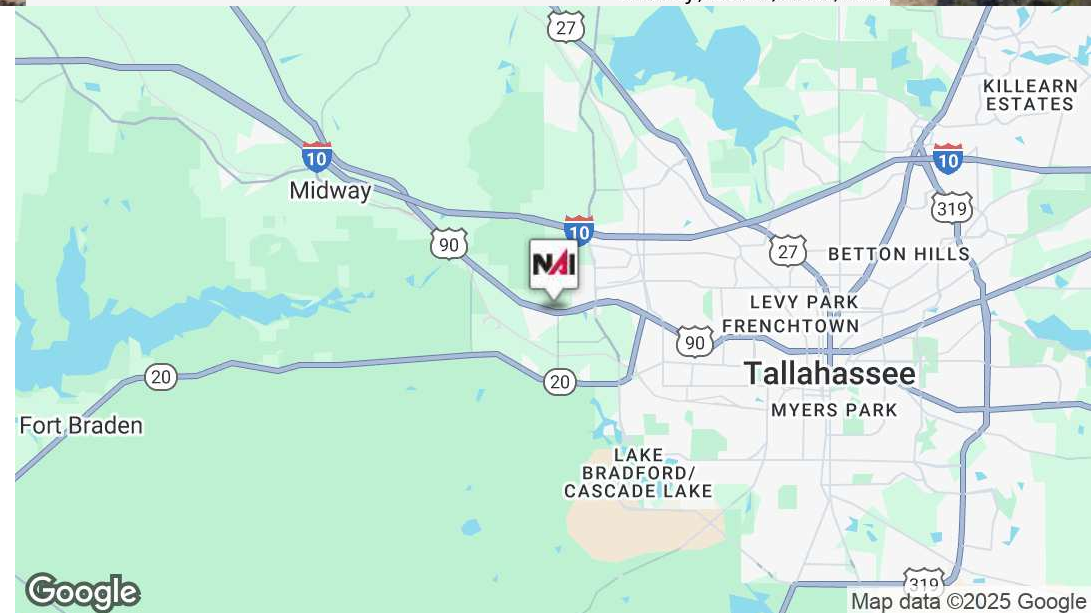 27
KILLEARN
ESTATES
10
10
Midway
319
10
90
27
BETTON HILLS
NAI
LEVY PARK
FRENCHTOWN
90
Tallahassee
20
20
MYERS PARK
Fort Braden
LAKE
BRADFORD/
CASCADE LAKE
319
Google
Map data ©2025 Google